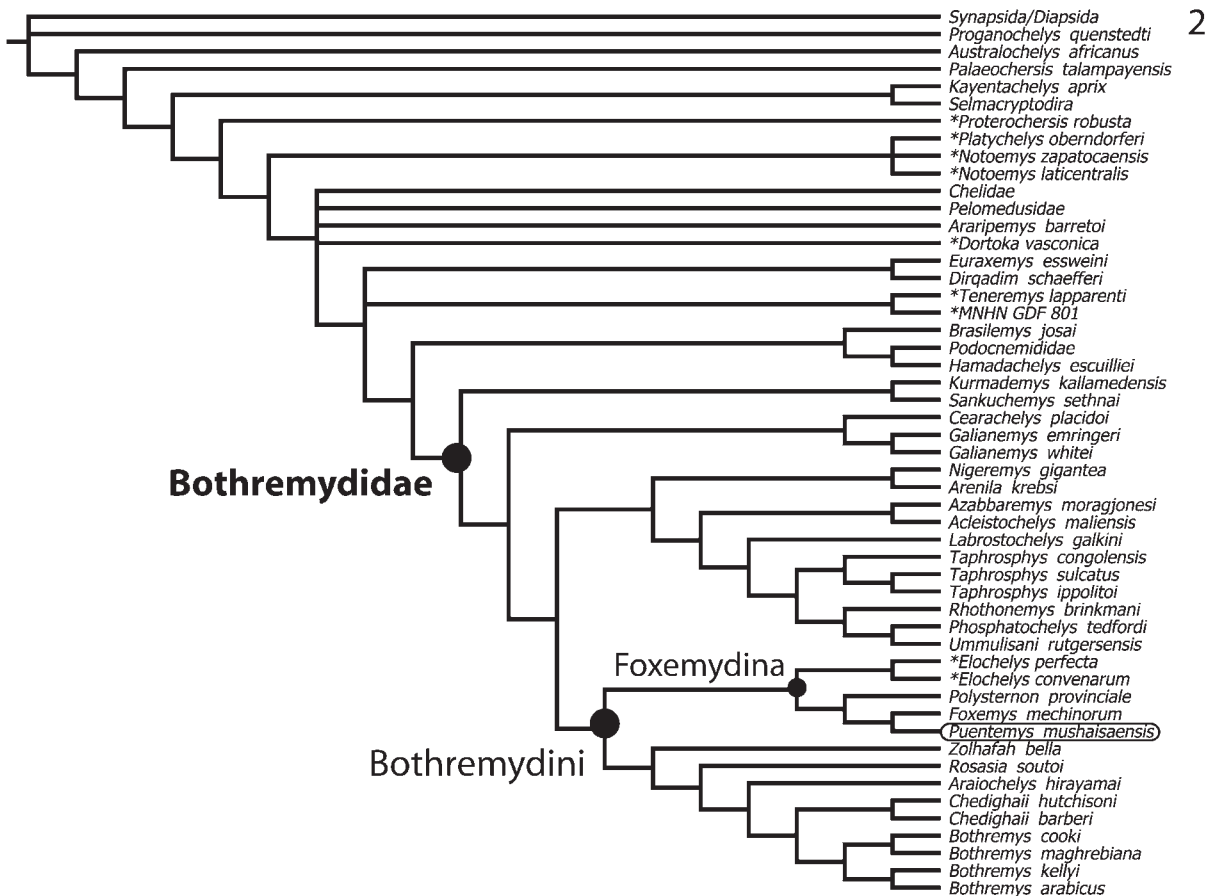 2
Synapsida/Diapsida
Proganochelys quenstedti
Australochelys africanus
Palaeochersis talampayensis
Kayentachelys aprix
Selmacryptodira
*Proterochersis robusta
*Platychelys oberndorferi
*Notoemys zapatocaensis
*Notoemys laticentralis
Chelidae
Pelomedusidae
Araripemys barretoi
*Dortoka vasconica
Euraxemys essweini
Dirqadim schaefferi
*Teneremys lapparenti
*MNHN GDF 801
Brasilemys josai
Podocnemididae
Hamadachelys escuilliei
Kurmademys kallamedensis
Sankuchemys sethnai
Cearachelys placidoi
Galianemys emringeri
Galianemys whitei
Bothremydidae
Nigeremys gigantea
Arenila krebsi
Azabbaremys moragjonesi
Acleistochelys maliensis
Labrostochelys galkini
Taphrosphys congolensis
Taphrosphys sulcatus
Taphrosphys ippolitoi
Rhothonemys brinkmani
Phosphatochelys tedfordi
Ummulisani rutgersensis
Foxemydina
*Elochelys perfecta
*Elochelys convenarum
Polysternon provinciale
Foxemys mechinorum
Puentemys mushaisaensis
Bothremydini
Zolhafah bella
Rosasia soutoi
Araiochelys hirayamai
Chedighaii hutchisoni
Chedighaii barberi
Bothremys cooki
Bothremys maghrebiana
Bothremys kellyi
Bothremys arabicus